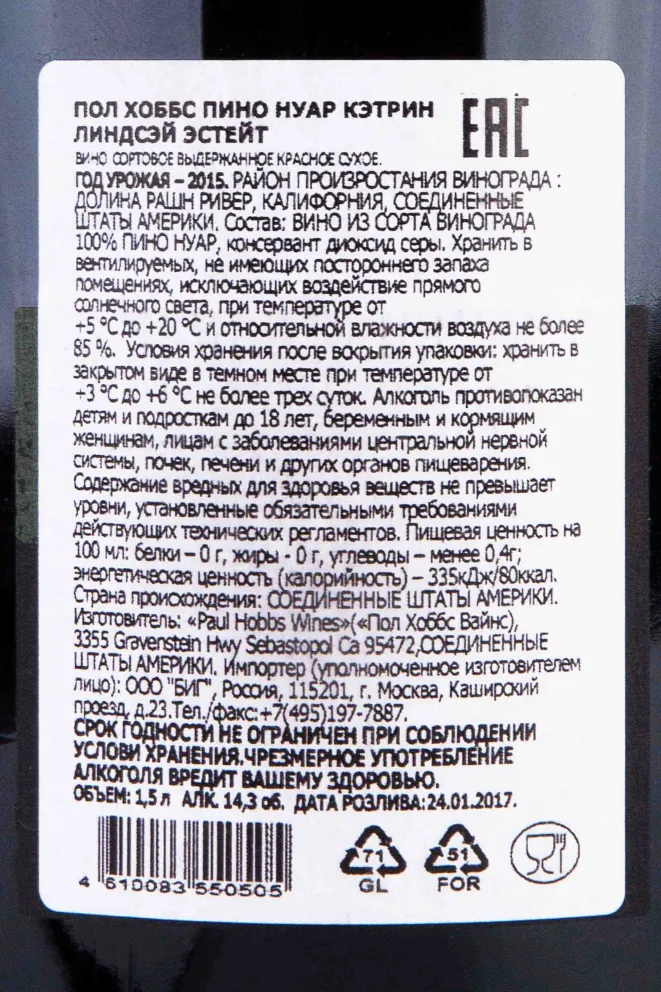 ПОЛ ХОББС ПИНО НУАР КЭТРИН
ЛИНДСЭЙ ЭСТЕЙТ
EAC
ВИНО СОРТОВОЕ ВЫДЕРЖАННОЕ КРАСНОЕ СУХОЕ.
ГОД УРОЖАЯ – 2015. РАЙОН ПРОИЗРОСТАНИЯ ВИНОГРАДА :
ДОЛИНА РАШН РИВЕР, КАЛИФОРНИЯ, СОЕДИНЕННЫЕ
ШТАТЫ АМЕРИКИ. Состав: ВИНО ИЗ СОРТА ВИНОГРАДА
100% ПИНО НУАР, консервант диоксид серы. Хранить в
вентилируемых, не имеющих постороннего запаха
помещениях, исключающих воздействие прямого
солнечного света, при температуре от
+5 °С до +20 °С и относительной влажности воздуха не более
85 %. Условия хранения после вскрытия упаковки: хранить в
закрытом виде в темном месте при температуре от
+3 °С до +6 °С не более трех суток. Алкоголь противопоказан
детям и подросткам до 18 лет, беременным и кормящим
женщинам, лицам с заболеваниями центральной нервной
системы, почек, печени и других органов пищеварения.
Содержание вредных для здоровья веществ не превышает
уровни, установленные обязательными требованиями
действующих технических регламентов. Пищевая ценность на
100 мл: белки – 0 г, жиры - 0 г, углеводы – менее 0,4г;
энергетическая ценность (калорийность) – 335кДж/80ккал.
Страна происхождения: СОЕДИНЕННЫЕ ШТАТЫ АМЕРИКИ.
Изготовитель: «Paul Hobbs Wines»(«Пол Хоббс Вайнс),
3355 Gravenstein Hwy Sebastopol Ca 95472,СОЕДИНЕННЫЕ
ШТАТЫ АМЕРИКИ. Импортер (уполномоченное изготовителем
лицо): ООО "БИГ", Россия, 115201, г. Москва, Каширский
проезд, д.23.Тел./факс:+7(495)197-7887.
СРОК ГОДНОСТИ НЕ ОГРАНИЧЕН ПРИ СОБЛЮДЕНИИ
УСЛОВИ ХРАНЕНИЯ.ЧРЕЗМЕРНОЕ УПОТРЕБЛЕНИЕ
АЛКОГОЛЯ ВРЕДИТ ВАШЕМУ ЗДОРОВЬЮ.
ОБЪЕМ: 1,5 л АЛК. 14,3 об. ДАТА РОЗЛИВА:24.01.2017.
71 51
GL FOR
4 610083 550505